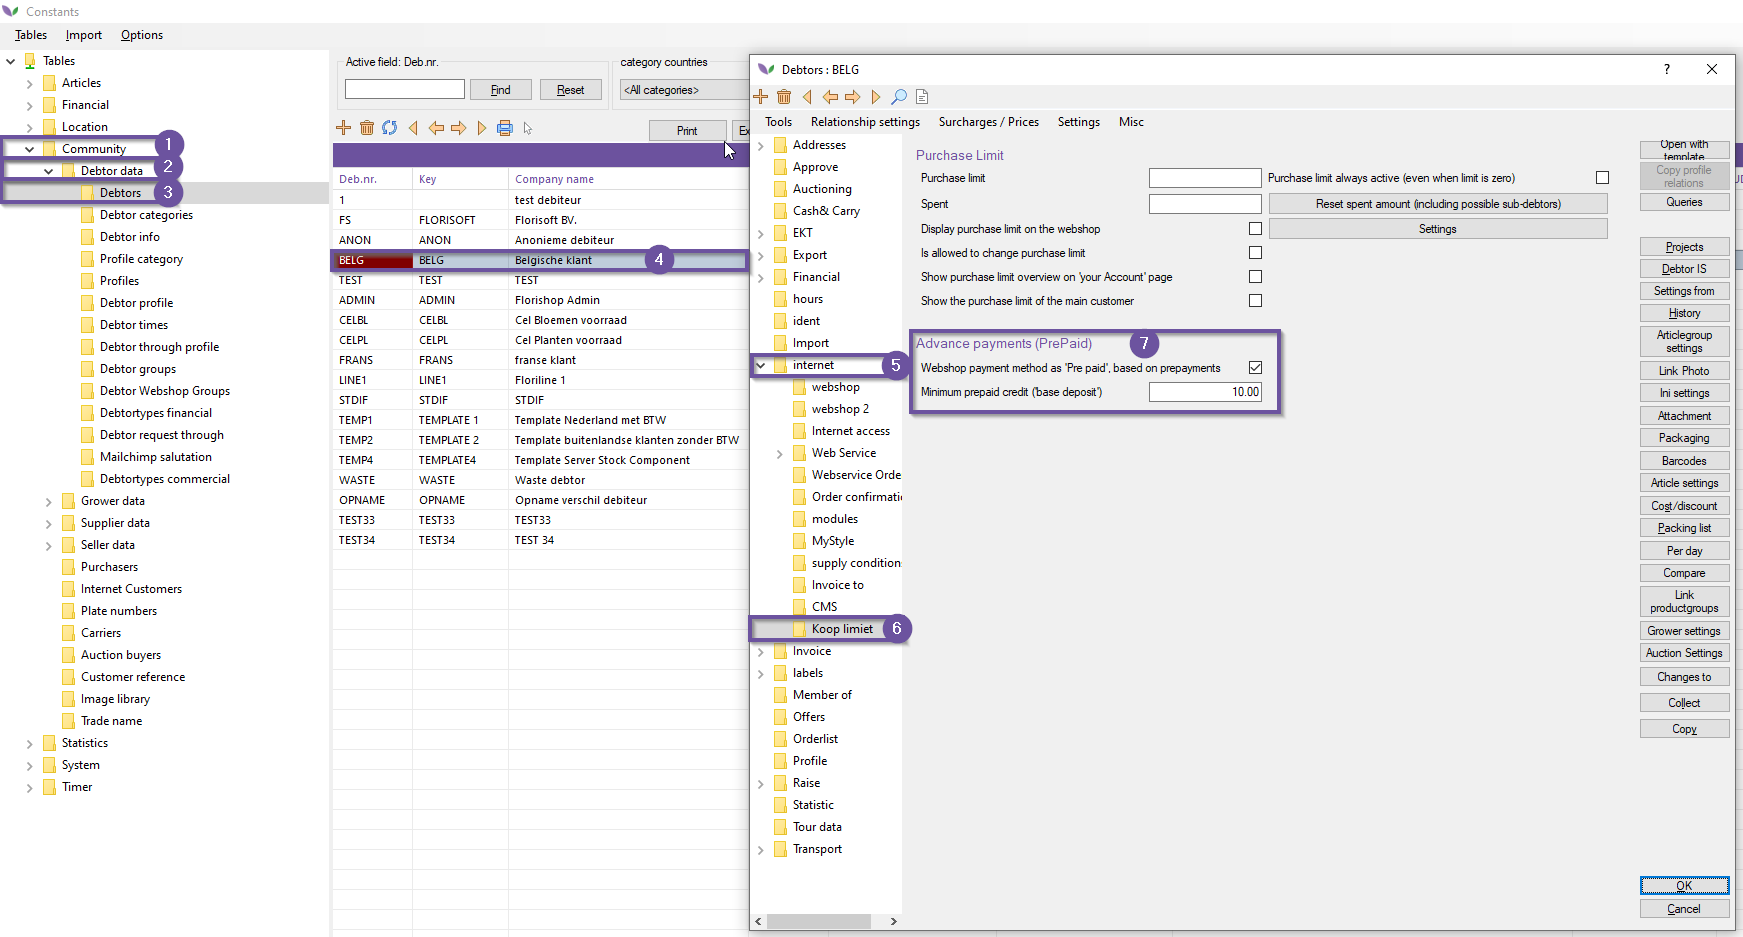 Constants
Tables Import Options
Tables
Articles
Financial
Location
Community 1
Debtor data 2
Debtors 3
Debtor categories
Debtor info
Profile category
Profiles
Debtor profile
Debtor times
Debtor through profile
Debtor groups
Debtor Webshop Groups
Debtortypes financial
Debtor request through
Mailchimp salutation
Debtortypes commercial
Grower data
Supplier data
Seller data
Purchasers
Internet Customers
Plate numbers
Carriers
Auction buyers
Customer reference
Image library
Trade name
Statistics
System
Timer
Active field: Deb.nr.
Find Reset
category countries
<All categories>
Print Ex
Deb.nr. Key Company name
1 test debiteur
FS FLORISOFT Florisoft BV.
ANON ANON Anonieme debiteur
BELG BELG Belgische klant 4
TEST TEST TEST
ADMIN ADMIN Florishop Admin
CELBL CELBL Cel Bloemen voorraad
CELPL CELPL Cel Planten voorraad
FRANS FRANS franse klant
LINE1 LINE1 Floriline 1
STDIF STDIF STDIF
TEMP1 TEMPLATE 1 Template Nederland met BTW
TEMP2 TEMPLATE 2 Template buitenlandse klanten zonder BTW
TEMP4 TEMPLATE4 Template Server Stock Component
WASTE WASTE Waste debtor
OPNAME OPNAME Opname verschil debiteur
TEST33 TEST33 TEST33
TEST34 TEST34 TEST 34
Debtors : BELG ?
Tools Relationship settings Surcharges / Prices Settings Misc
Addresses
Approve
Auctioning
Cash& Carry
EKT
Export
Financial
hours
ident
Import
internet 5
webshop
webshop 2
Internet access
Web Service
Webservice Orde
Order confirmati
modules
MyStyle
supply condition
Invoice to
CMS
Koop limiet 6
Invoice
labels
Member of
Offers
Orderlist
Profile
Raise
Statistic
Tour data
Transport
Purchase Limit
Purchase limit Purchase limit always active (even when limit is zero)
Spent Reset spent amount (including possible sub-debtors)
Display purchase limit on the webshop Settings
Is allowed to change purchase limit
Show purchase limit overview on 'your Account' page
Show the purchase limit of the main customer
Advance payments (PrePaid) 7
Webshop payment method as 'Pre paid', based on prepayments
Minimum prepaid credit ('base deposit') 10.00
Open with
template
Copy profile
relations
Queries
Projects
Debtor IS
Settings from
History
Articlegroup
settings
Link Photo
Ini settings
Attachment
Packaging
Barcodes
Article settings
Cost/discount
Packing list
Per day
Compare
Link
productgroups
Grower settings
Auction Settings
Changes to
Collect
Copy
OK
Cancel